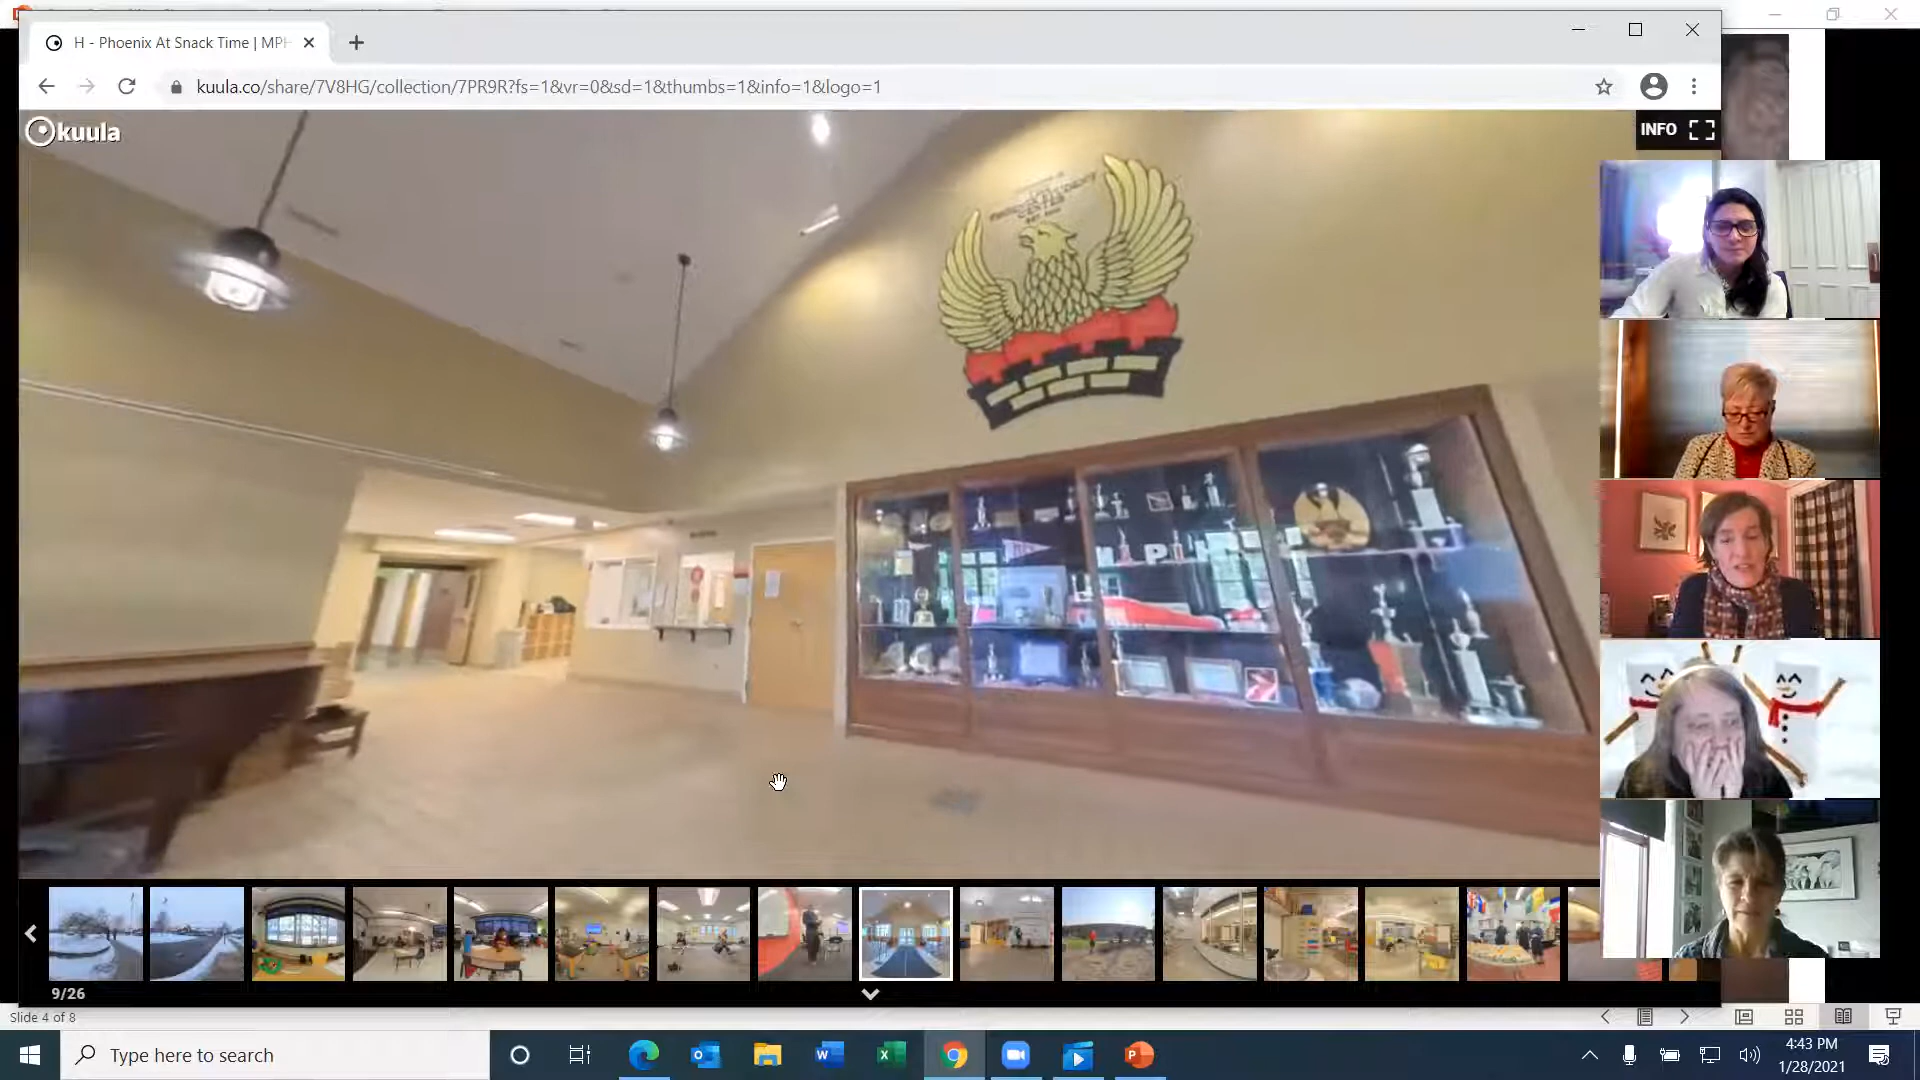 H - Phoenix At Snack Time | MPH
kuula.co/share/7V8HG/collection/7PR9R?fs=1&vr=0&sd=1&thumbs=1&info=1&logo=1
kuula
INFO
CENTER
M P H
9/26
Slide 4 of 8
Type here to search
4:43 PM
1/28/2021